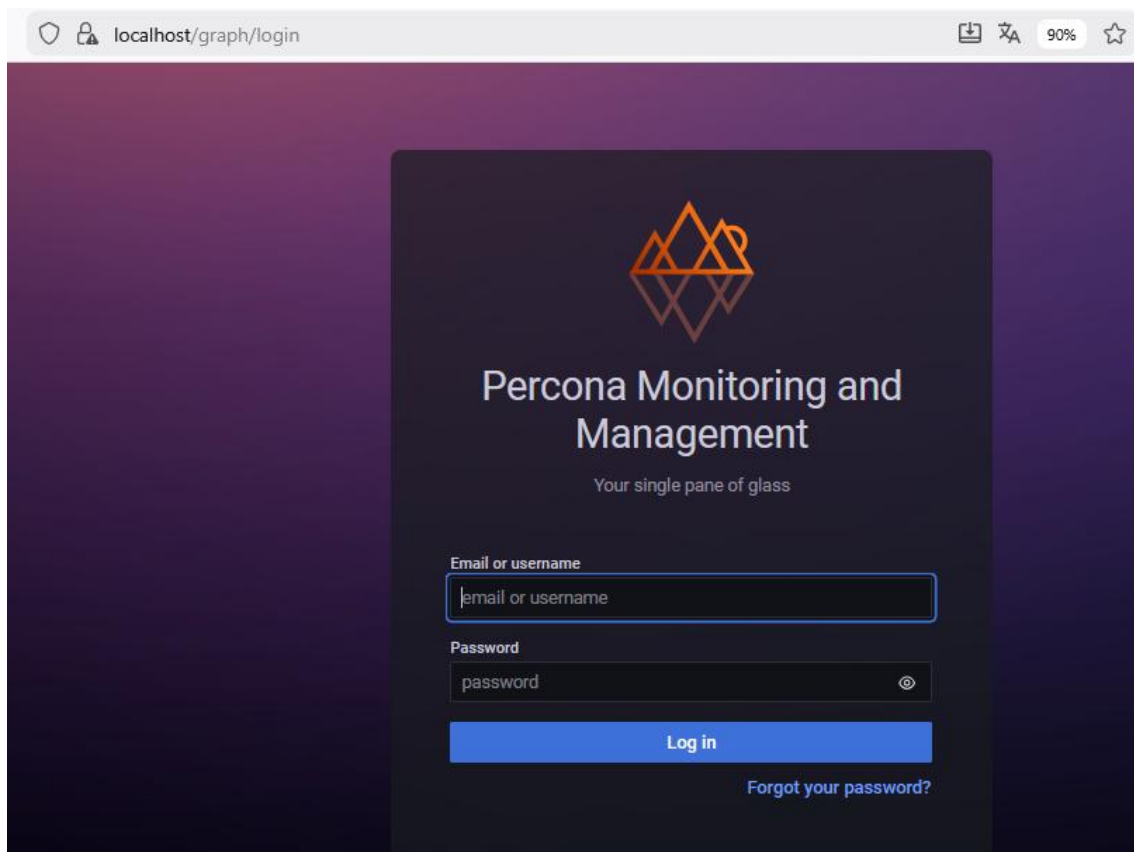 localhost/graph/login
90%
Percona Monitoring and
Management
Your single pane of glass
Email or username
email or username
Password
password
Log in
Forgot your password?